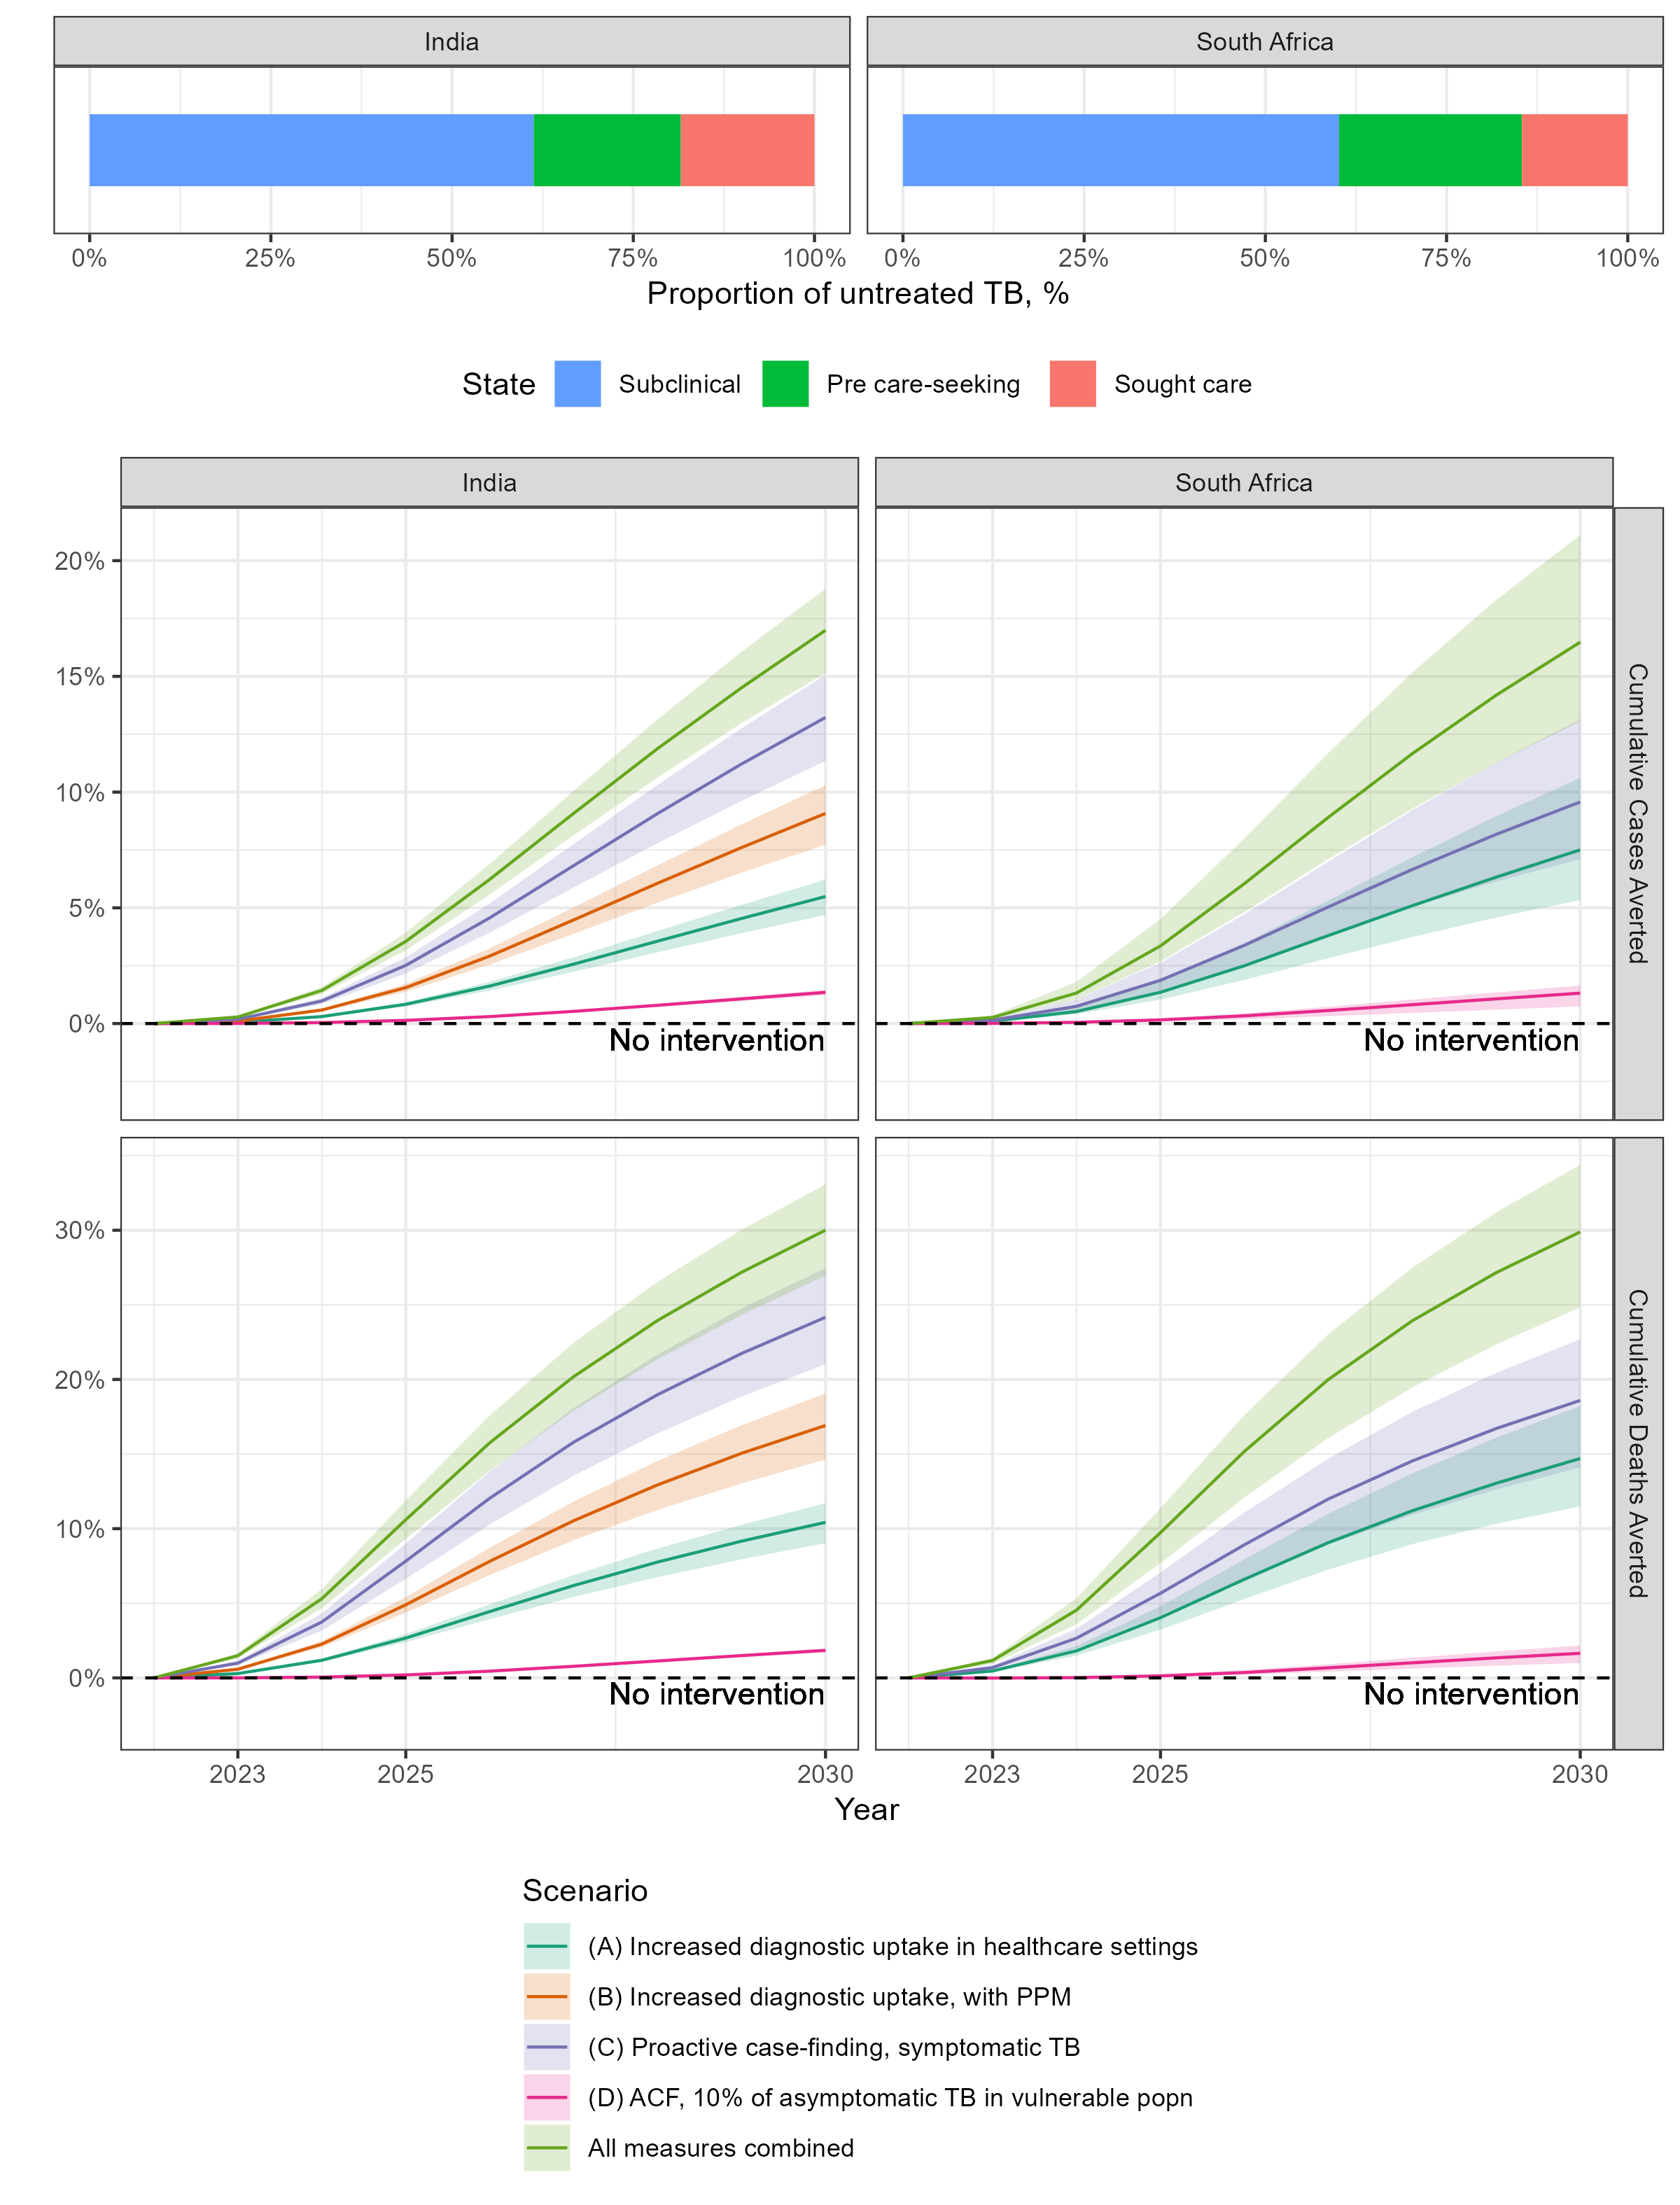 India
South Africa
0% 25% 50% 75% 100%
0% 25% 50% 75% 100%
Proportion of untreated TB, %
State Subclinical Pre care-seeking Sought care
India
South Africa
20%
15%
10%
5%
0%
No intervention
No intervention
Cumulative Cases Averted
30%
20%
10%
0%
No intervention
No intervention
Cumulative Deaths Averted
2023 2025 2030
2023 2025 2030
Year
Scenario
(A) Increased diagnostic uptake in healthcare settings
(B) Increased diagnostic uptake, with PPM
(C) Proactive case-finding, symptomatic TB
(D) ACF, 10% of asymptomatic TB in vulnerable popn
All measures combined